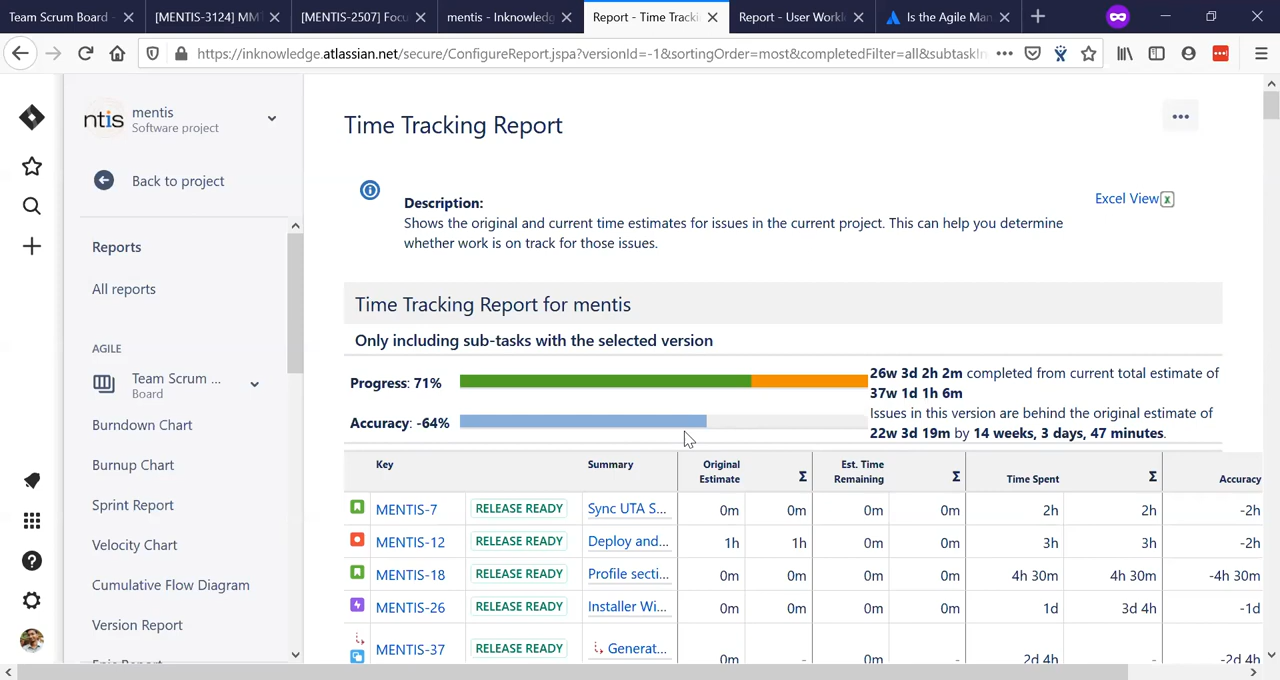 Team Scrum Board -
[MENTIS-3124] MM
[MENTIS-2507] Focu
mentis - Inknowledg
Report - Time Tracki
Report - User Workl
Is the Agile Man
https://inknowledge.atlassian.net/secure/ConfigureReport.jspa?versionId=-1&sortingOrder=most&completedFilter=all&subtaskIn
ntis
mentis
Software project
Back to project
Reports
All reports
AGILE
Team Scrum ...
Board
Burndown Chart
Burnup Chart
Sprint Report
Velocity Chart
Cumulative Flow Diagram
Version Report
Time Tracking Report
Description:
Shows the original and current time estimates for issues in the current project. This can help you determine
whether work is on track for those issues.
Excel View
Time Tracking Report for mentis
Only including sub-tasks with the selected version
Progress: 71%
26w 3d 2h 2m completed from current total estimate of
37w 1d 1h 6m
Accuracy: -64%
Issues in this version are behind the original estimate of
22w 3d 19m by 14 weeks, 3 days, 47 minutes.
Key Summary Original Estimate Σ Est. Time Remaining Σ Time Spent Σ Accuracy
MENTIS-7 RELEASE READY Sync UTA S... 0m 0m 0m 0m 2h 2h -2h
MENTIS-12 RELEASE READY Deploy and... 1h 1h 0m 0m 3h 3h -2h
MENTIS-18 RELEASE READY Profile secti... 0m 0m 0m 0m 4h 30m 4h 30m -4h 30m
MENTIS-26 RELEASE READY Installer Wi... 0m 0m 0m 0m 1d 3d 4h -1d
MENTIS-37 RELEASE READY Generat... 0m - 0m - 2d 4h - -2d 4h